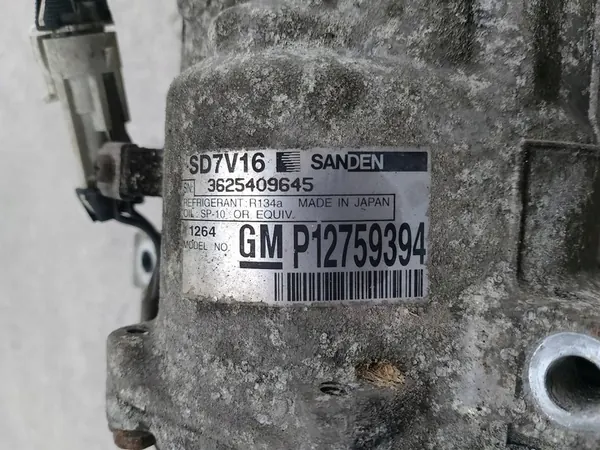 SD7V16 SANDEN
SN 3625409645
REFRIGERANT: R134a MADE IN JAPAN
OIL: SP-10, OR EQUIV.
1264
MODEL NO. GM P12759394